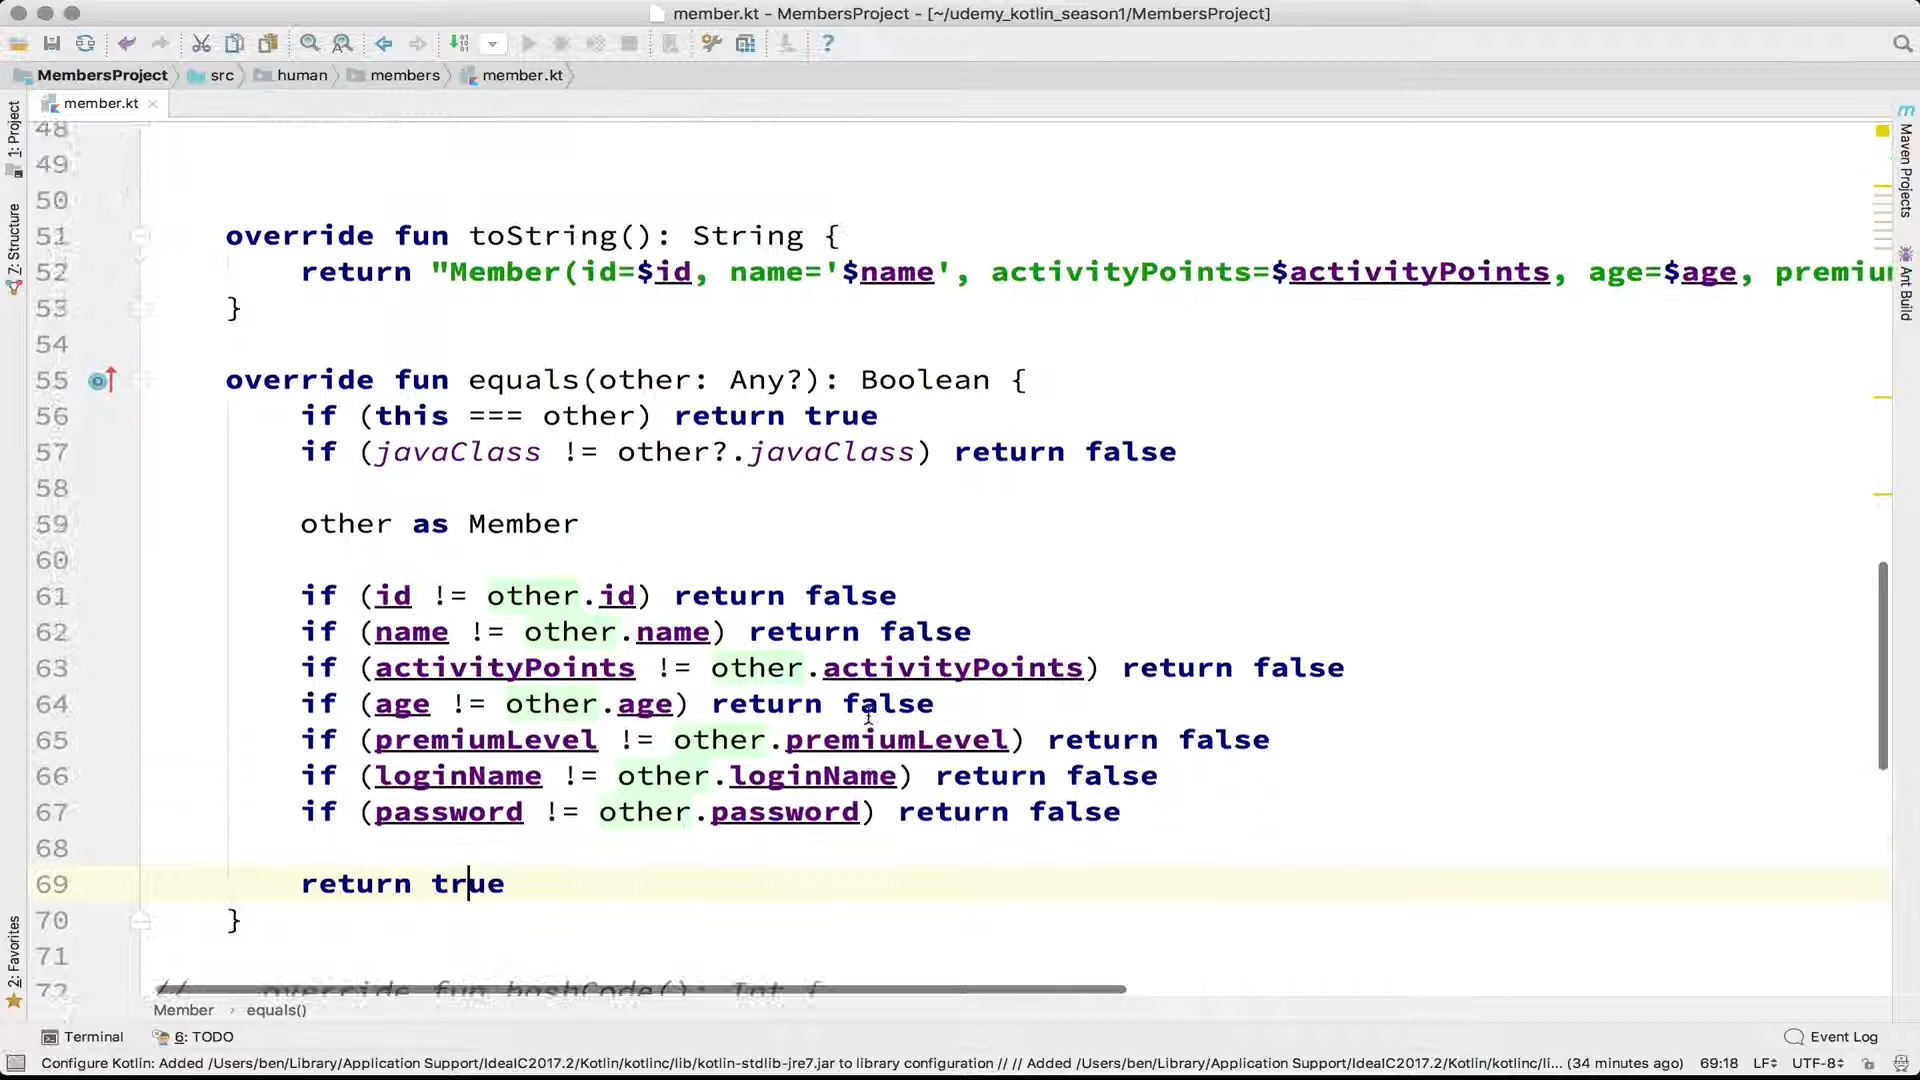 member.kt - MembersProject - [~/udemy_kotlin_season1/MembersProject]
MembersProject src human members member.kt
member.kt
1: Project
7: Structure
2: Favorites
Maven Projects
Ant Build
48
49
50
51 override fun toString(): String {
52 return "Member(id=$id, name='$name', activityPoints=$activityPoints, age=$age, premiun
53 }
54
55 override fun equals(other: Any?): Boolean {
56 if (this === other) return true
57 if (javaClass != other?.javaClass) return false
58
59 other as Member
60
61 if (id != other.id) return false
62 if (name != other.name) return false
63 if (activityPoints != other.activityPoints) return false
64 if (age != other.age) return false
65 if (premiumLevel != other.premiumLevel) return false
66 if (loginName != other.loginName) return false
67 if (password != other.password) return false
68
69 return true
70 }
71
72 // override fun hashCode(): Int {
Member › equals()
Terminal 6: TODO Event Log
Configure Kotlin: Added /Users/ben/Library/Application Support/IdeaIC2017.2/Kotlin/kotlinc/lib/kotlin-stdlib-jre7.jar to library configuration // // Added /Users/ben/Library/Application Support/IdeaIC2017.2/Kotlin/kotlinc/li... (34 minutes ago) 69:18 LF UTF-8